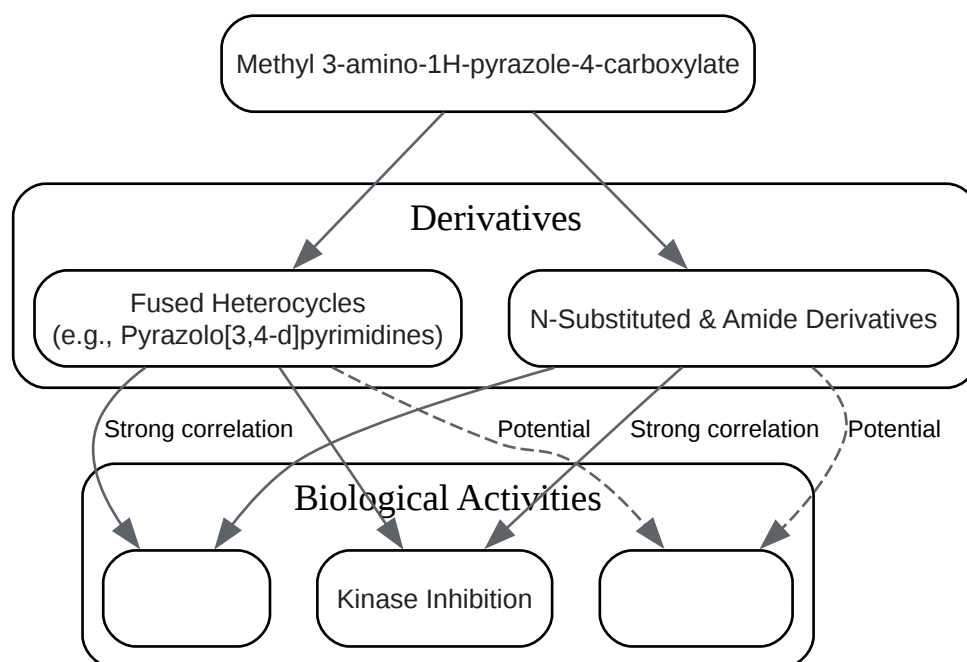 Methyl 3-amino-1H-pyrazole-4-carboxylate
Derivatives
Fused Heterocycles
(e.g., Pyrazolo[3,4-d]pyrimidines)
N-Substituted & Amide Derivatives
Strong correlation
Potential
Strong correlation
Potential
Biological Activities
Kinase Inhibition